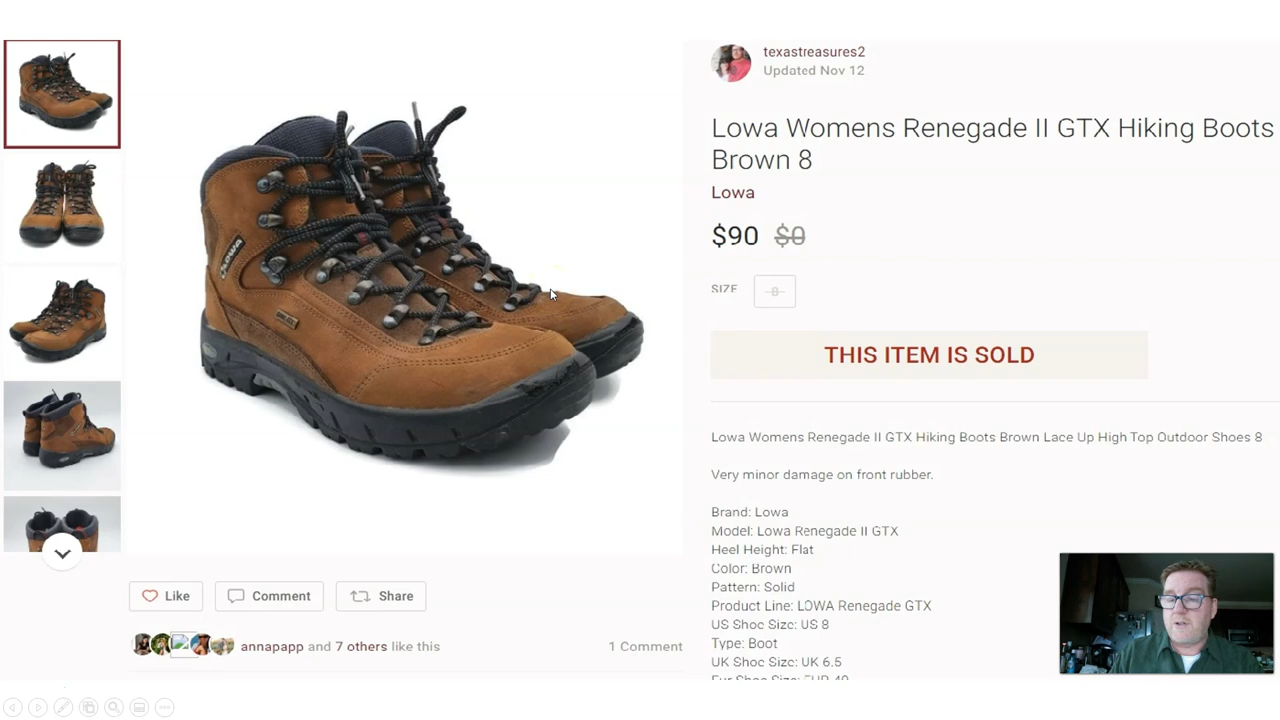 texastreasures2
Updated Nov 12
Lowa Womens Renegade II GTX Hiking Boots
Brown 8
Lowa
$90 $0
SIZE 8
THIS ITEM IS SOLD
Lowa Womens Renegade II GTX Hiking Boots Brown Lace Up High Top Outdoor Shoes 8
Very minor damage on front rubber.
Brand: Lowa
Model: Lowa Renegade II GTX
Heel Height: Flat
Color: Brown
Pattern: Solid
Product Line: LOWA Renegade GTX
US Shoe Size: US 8
Type: Boot
UK Shoe Size: UK 6.5
LOWA
Like Comment Share
annapapp and 7 others like this
1 Comment